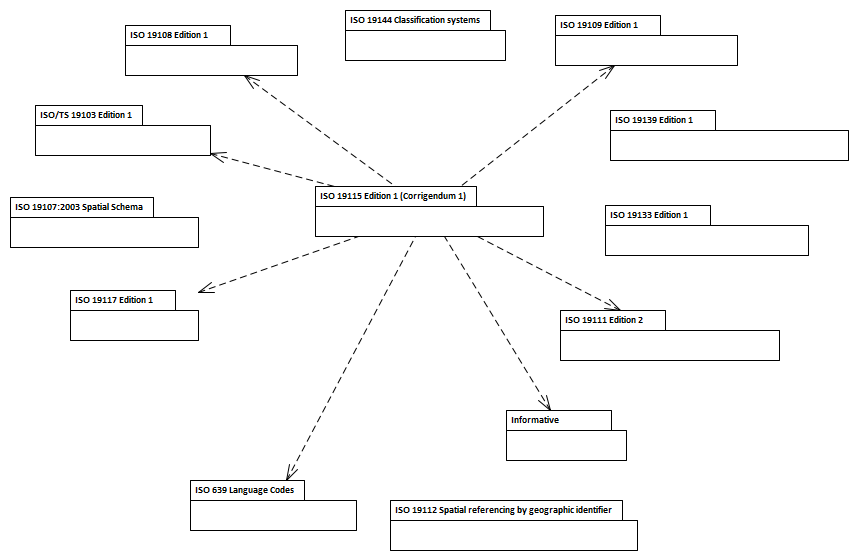 ISO 19144 Classification systems
ISO 19108 Edition 1
ISO 19109 Edition 1
ISO/TS 19103 Edition 1
ISO 19139 Edition 1
ISO 19115 Edition 1 (Corrigendum 1)
ISO 19107:2003 Spatial Schema
ISO 19133 Edition 1
ISO 19117 Edition 1
ISO 19111 Edition 2
Informative
ISO 639 Language Codes
ISO 19112 Spatial referencing by geographic identifier